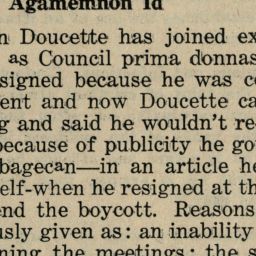 Agamemnon Id
n Doucette has joined ex
as Council prima donnas
signed because he was co
ent and now Doucette ca
g and said he wouldn't re
because of publicity he go
bagecan—in an article he
elf-when he resigned at th
end the boycott. Reasons
usly given as: an inability
ning the meetings; the s